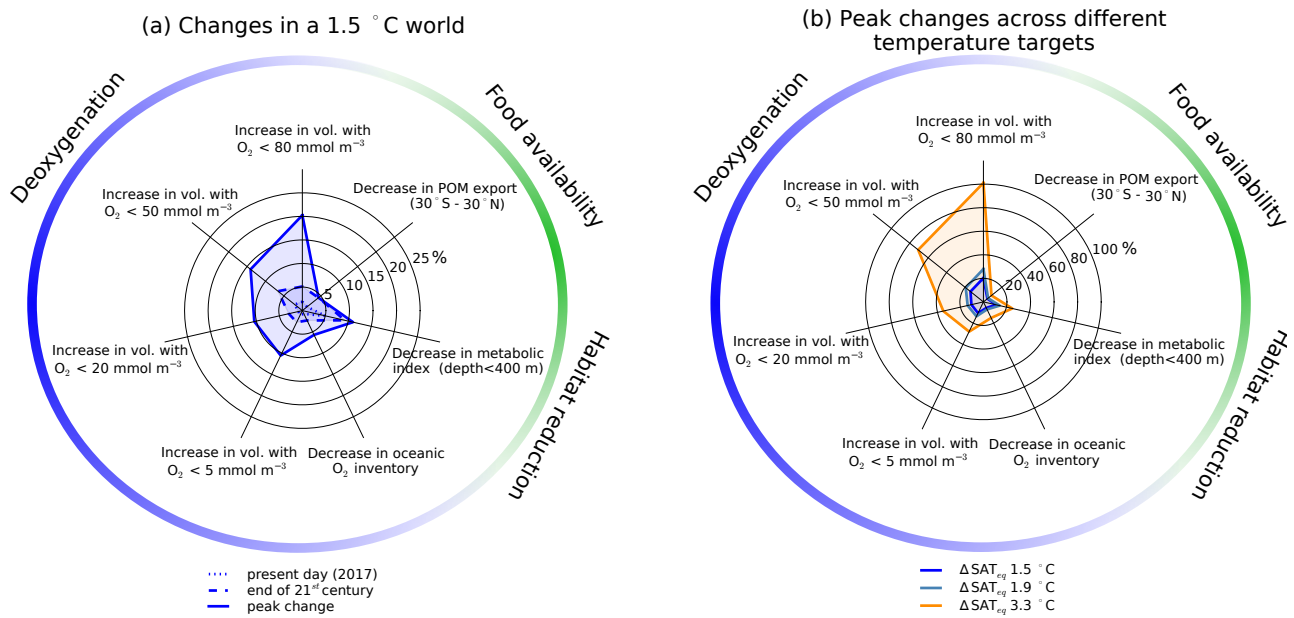 (a) Changes in a 1.5 °C world
Deoxygenation
Food availability
Habitat reduction
Increase in vol. with
O₂ < 80 mmol m⁻³
Decrease in POM export
(30°S - 30°N)
Increase in vol. with
O₂ < 50 mmol m⁻³
5
10
15
20
25 %
Increase in vol. with
O₂ < 20 mmol m⁻³
Decrease in metabolic
index (depth<400 m)
Increase in vol. with
O₂ < 5 mmol m⁻³
Decrease in oceanic
O₂ inventory
present day (2017)
end of 21ˢᵗ century
peak change
(b) Peak changes across different
temperature targets
Deoxygenation
Food availability
Habitat reduction
Increase in vol. with
O₂ < 80 mmol m⁻³
Decrease in POM export
(30°S - 30°N)
Increase in vol. with
O₂ < 50 mmol m⁻³
20
40
60
80
100 %
Increase in vol. with
O₂ < 20 mmol m⁻³
Decrease in metabolic
index (depth<400 m)
Increase in vol. with
O₂ < 5 mmol m⁻³
Decrease in oceanic
O₂ inventory
Δ SAT_eq 1.5 °C
Δ SAT_eq 1.9 °C
Δ SAT_eq 3.3 °C